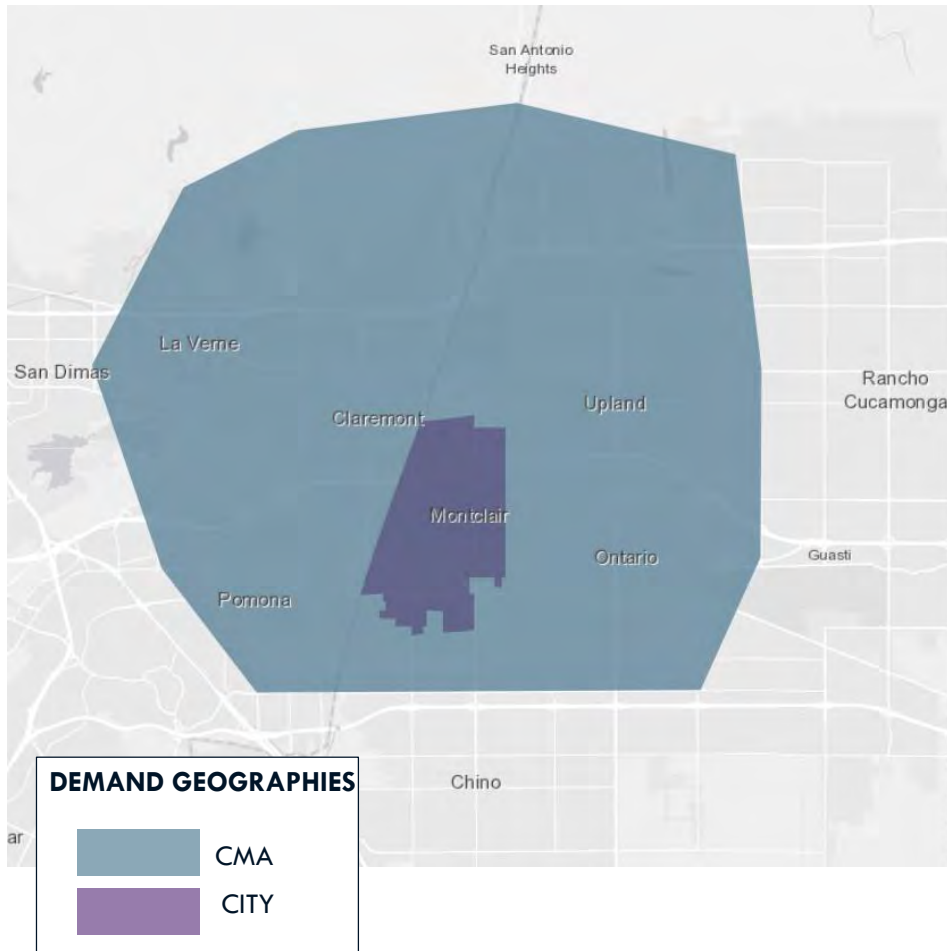 San Antonio
Heights
La Verne
San Dimas
Rancho
Cucamonga
Claremont
Upland
Montclair
Ontario
Guasti
Pomona
Chino
ar
DEMAND GEOGRAPHIES
CMA
CITY